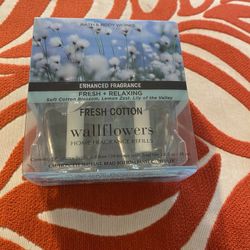 BATH & BODY WORKS
ENHANCED FRAGRANCE
FRESH + RELAXING
Soft Cotton Blossom, Lemon Zest, Lily of the Valley
FRESH COTTON
wallflowers
HOME FRAGRANCE REFILLS